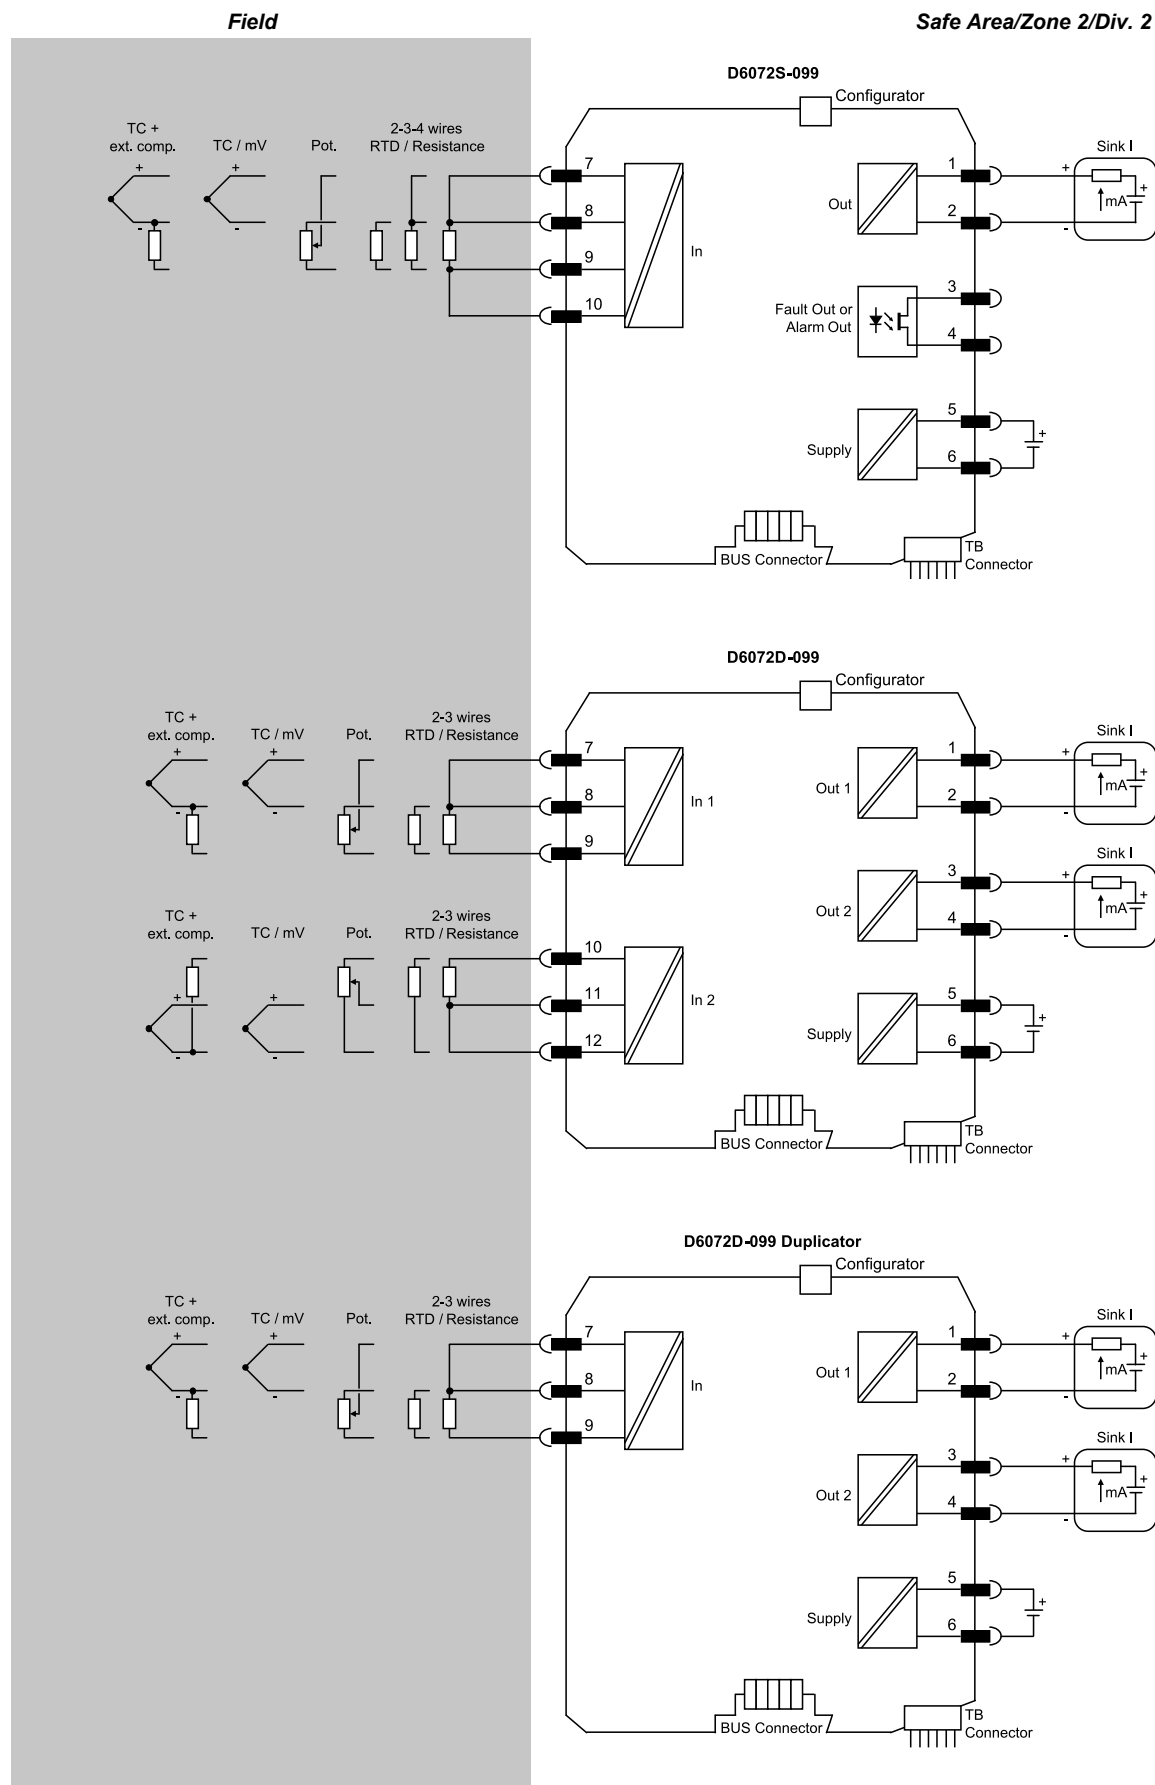 Field
Safe Area/Zone 2/Div. 2
D6072S-099
Configurator
TC +
ext. comp.
TC / mV
Pot.
2-3-4 wires
RTD / Resistance
+
-
+
-
7
8
9
10
In
Out
1
2
+
-
Sink I
mA
+
Fault Out or
Alarm Out
3
4
Supply
5
6
+
BUS Connector
TB
Connector
D6072D-099
Configurator
TC +
ext. comp.
TC / mV
Pot.
2-3 wires
RTD / Resistance
+
-
+
-
7
8
9
In 1
Out 1
1
2
+
-
Sink I
mA
+
Out 2
3
4
+
-
Sink I
mA
+
TC +
ext. comp.
TC / mV
Pot.
2-3 wires
RTD / Resistance
+
-
+
-
10
11
12
In 2
Supply
5
6
+
BUS Connector
TB
Connector
D6072D-099 Duplicator
Configurator
TC +
ext. comp.
TC / mV
Pot.
2-3 wires
RTD / Resistance
+
-
+
-
7
8
9
In
Out 1
1
2
+
-
Sink I
mA
+
Out 2
3
4
+
-
Sink I
mA
+
Supply
5
6
+
BUS Connector
TB
Connector